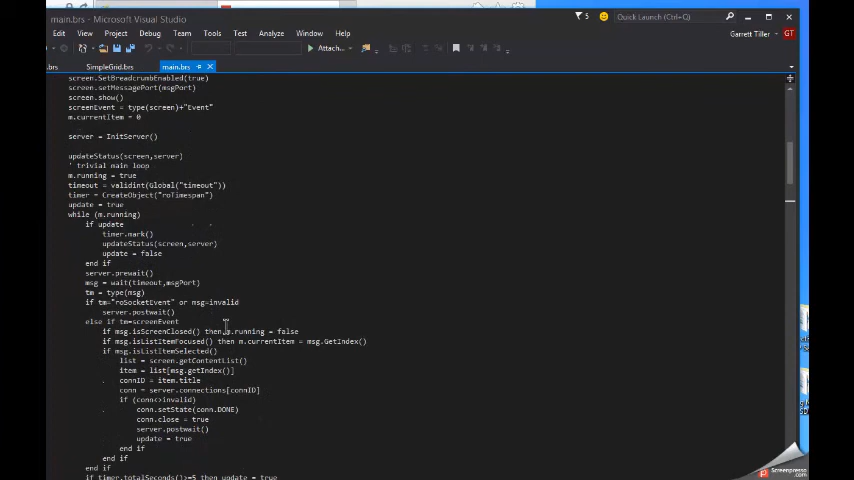 main.brs - Microsoft Visual Studio
5
Quick Launch (Ctrl+Q)
Edit View Project Debug Team Tools Test Analyze Window Help
Garrett Tiller GT
Attach...
.brs SimpleGrid.brs main.brs
screen.SetBreadcrumbEnabled(true)
screen.setMessagePort(msgPort)
screen.show()
screenEvent = type(screen)+"Event"
m.currentItem = 0
server = InitServer()
updateStatus(screen,server)
' trivial main loop
m.running = true
timeout = validint(Global("timeout"))
timer = CreateObject("roTimespan")
update = true
while (m.running)
if update
timer.mark()
updateStatus(screen,server)
update = false
end if
server.prewait()
msg = wait(timeout,msgPort)
tm = type(msg)
if tm="roSocketEvent" or msg=invalid
server.postwait()
else if tm=screenEvent
if msg.isScreenClosed() then m.running = false
if msg.isListItemFocused() then m.currentItem = msg.GetIndex()
if msg.isListItemSelected()
list = screen.getContentList()
item = list[msg.getIndex()]
connID = item.title
conn = server.connections[connID]
if (conn<>invalid)
conn.setState(conn.DONE)
conn.close = true
server.postwait()
update = true
end if
end if
end if
if timer.totalSeconds()>=5 then update = true
Screenpresso.com